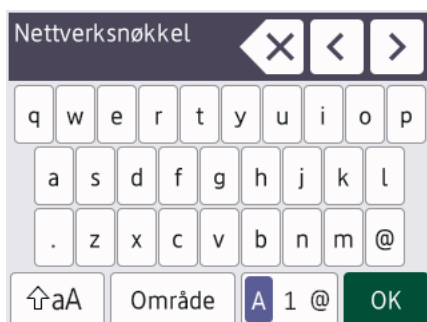 Nettverksnøkkel
q w e r t y u i o p
a s d f g h j k l
. z x c v b n m @
aA Område A 1 @ OK